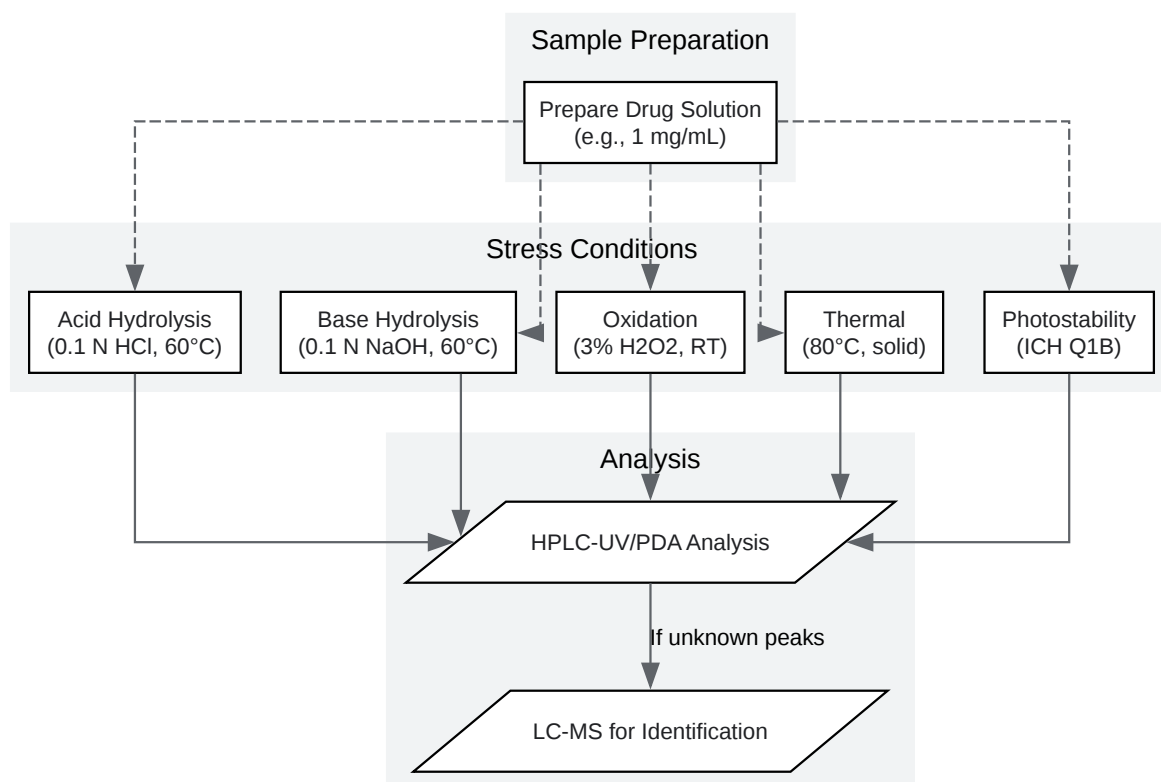 Sample Preparation
Prepare Drug Solution
(e.g., 1 mg/mL)
Stress Conditions
Acid Hydrolysis
(0.1 N HCl, 60°C)
Base Hydrolysis
(0.1 N NaOH, 60°C)
Oxidation
(3% H2O2, RT)
Thermal
(80°C, solid)
Photostability
(ICH Q1B)
Analysis
HPLC-UV/PDA Analysis
If unknown peaks
LC-MS for Identification